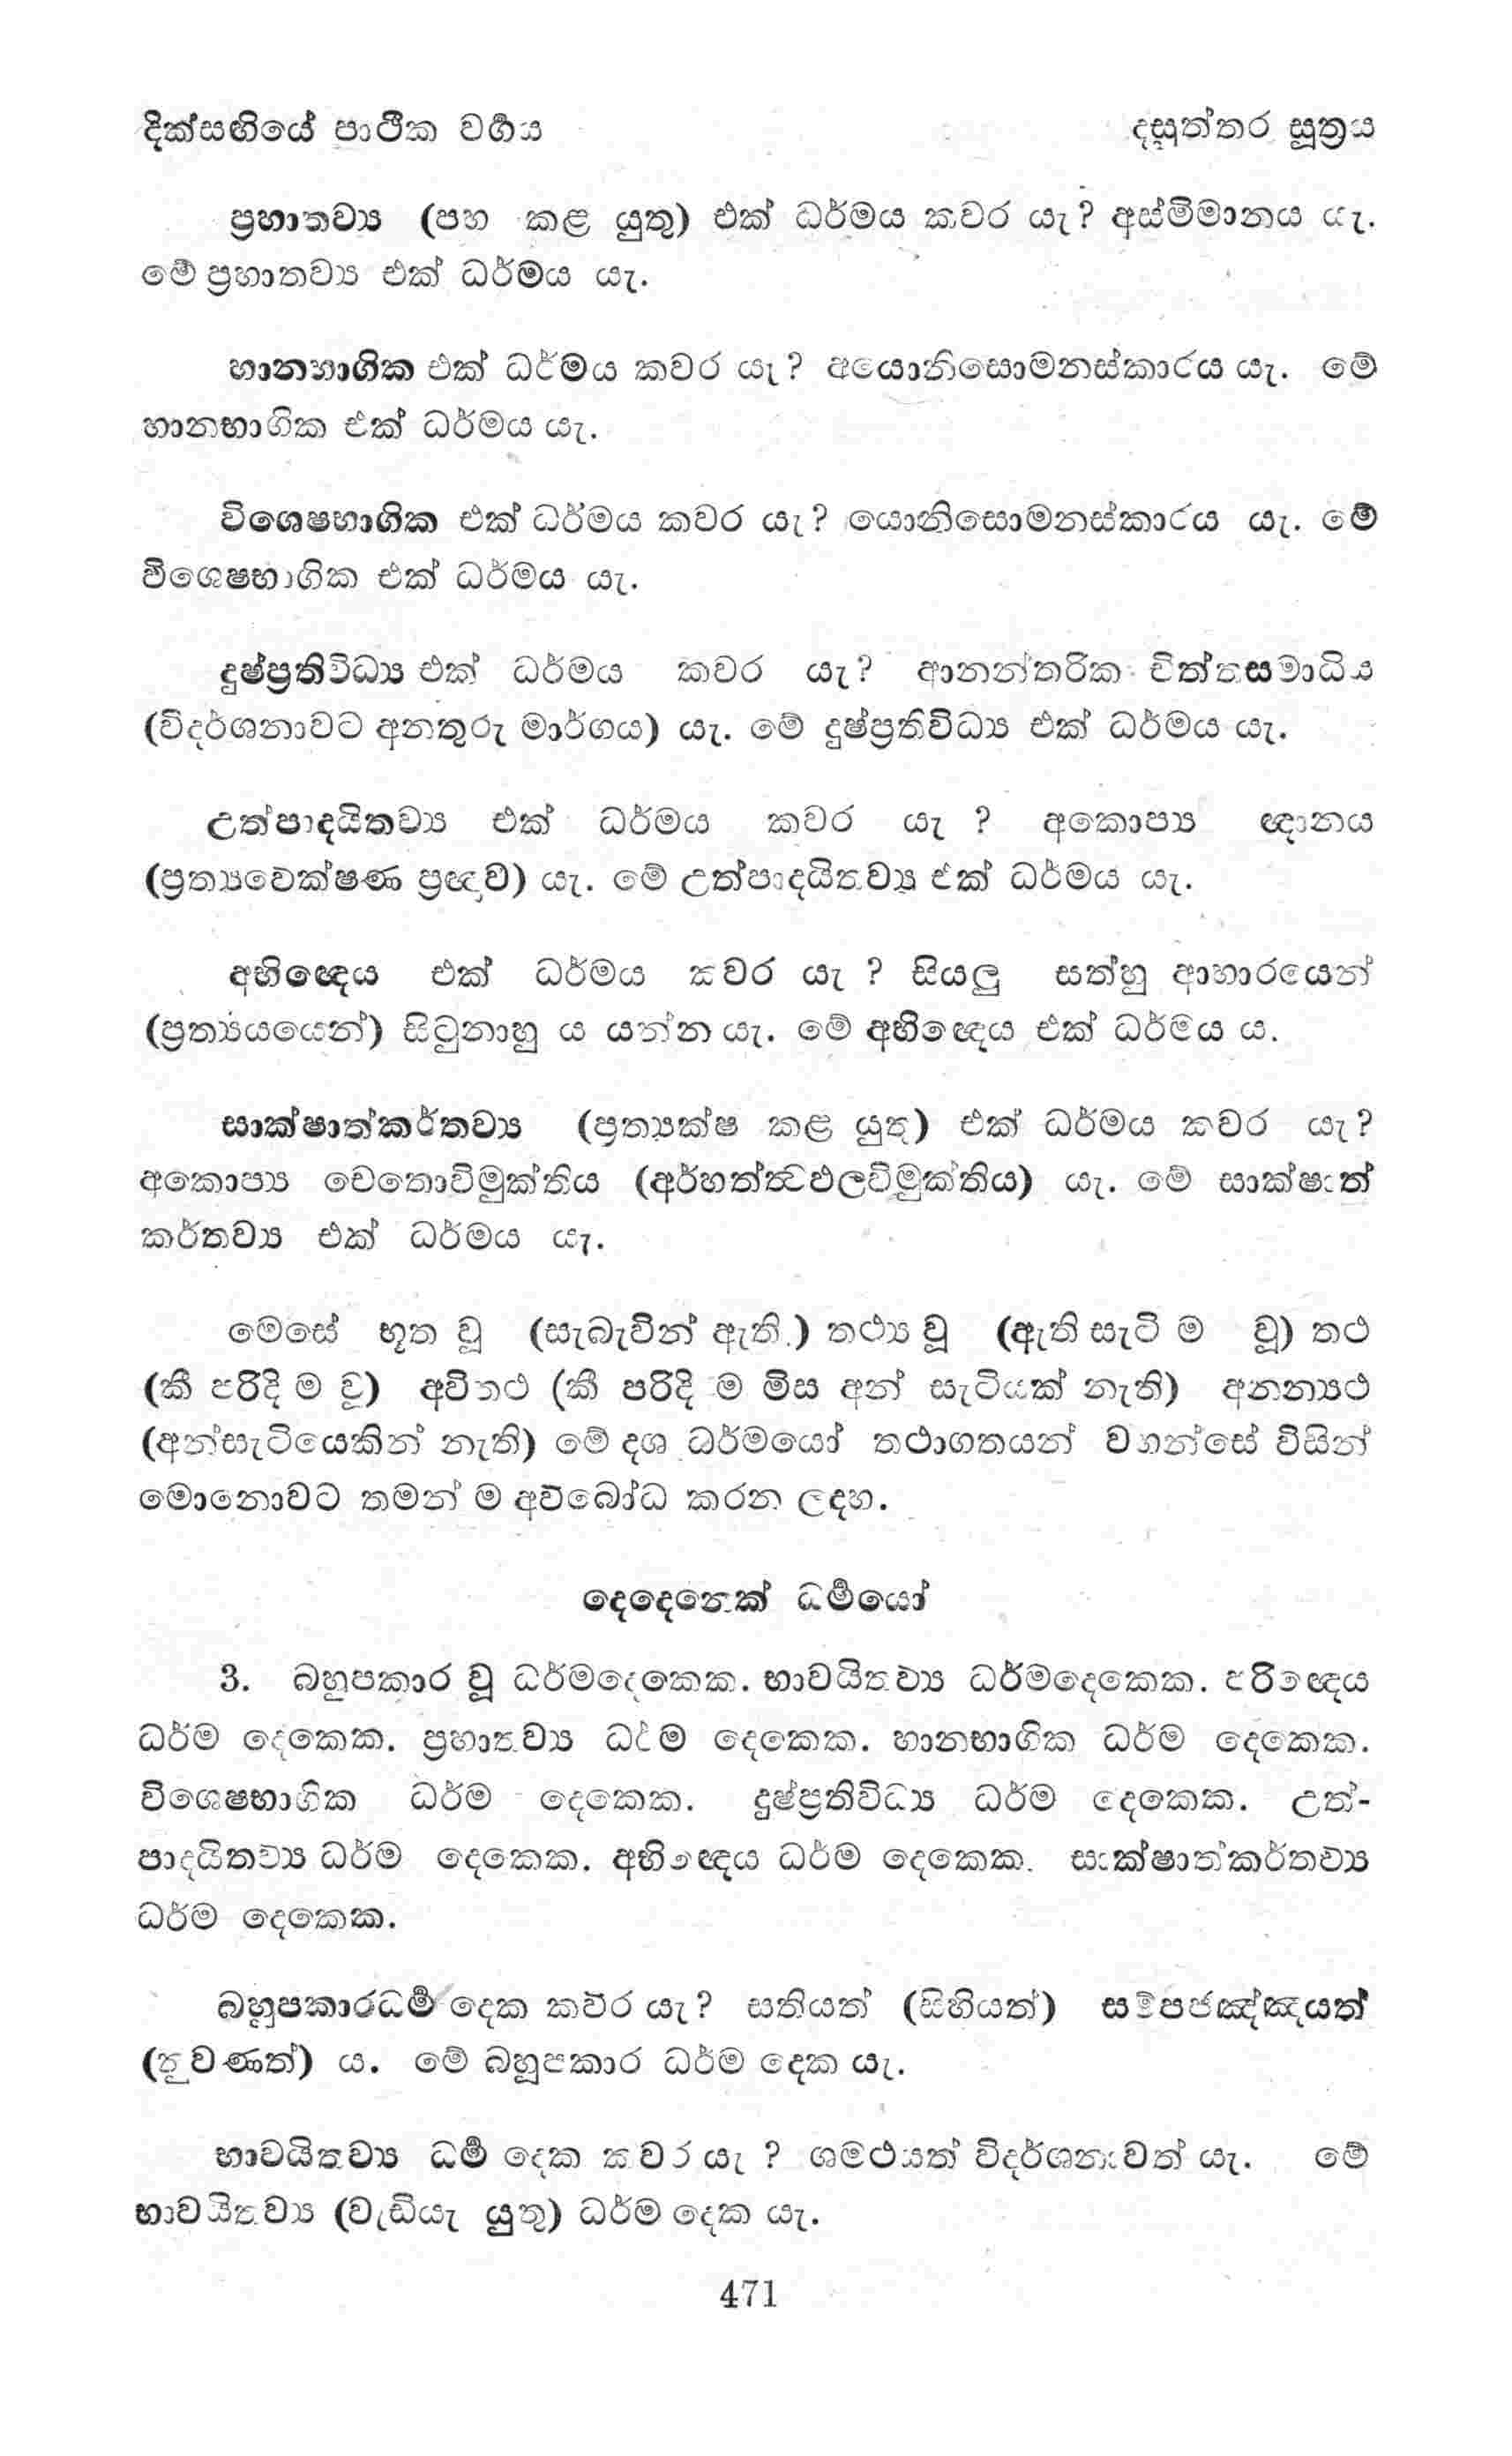 දික්සඟියේ පාථික වර්‍ගය දසුත්තර සූත්‍රය
ප්‍රහාතව්‍ය (පහ කළ යුතු) එක් ධර්මය කවර යැ? අස්මිමානය යැ.
මේ ප්‍රහාතව්‍ය එක් ධර්මය යැ.
හානභාගික එක් ධර්මය කවර යැ? අයොනිසොමනස්කාරය යැ. මේ
හානභාගික එක් ධර්මය යැ.
විශෙෂභාගික එක් ධර්මය කවර යැ? යොනිසොමනස්කාරය යැ. මේ
විශෙෂභාගික එක් ධර්මය යැ.
දුෂ්ප්‍රතිවිධ්‍ය එක් ධර්මය කවර යැ? ආනන්තරික චිත්තසමාධිය
(විදර්ශනාවට අනතුරු මාර්ගය) යැ. මේ දුෂ්ප්‍රතිවිධ්‍ය එක් ධර්මය යැ.
උත්පාදයිතව්‍ය එක් ධර්මය කවර යැ ? අකොප්‍ය ඥානය
(ප්‍රත්‍යවෙක්ෂණ ප්‍රඥාව) යැ. මේ උත්පාදයිතව්‍ය එක් ධර්මය යැ.
අභිඥෙය එක් ධර්මය කවර යැ ? සියලු සත්හු ආහාරයෙන්
(ප්‍රත්‍යයයෙන්) සිටුනාහු ය යන්න යැ. මේ අභිඥෙය එක් ධර්මය ය.
සාක්ෂාත්කර්තව්‍ය (ප්‍රත්‍යක්ෂ කළ යුතු) එක් ධර්මය කවර යැ?
අකොප්‍ය චෙතොවිමුක්තිය (අර්හත්ත්‍වඵලවිමුක්තිය) යැ. මේ සාක්ෂාත්
කර්තව්‍ය එක් ධර්මය යැ.
මෙසේ භූත වූ (සැබැවින් ඇති.) තථ්‍ය වූ (ඇති සැටි ම වූ) තථ
(කී පරිදි ම වූ) අවිතථ (කී පරිදි ම මිස අන් සැටියක් නැති) අනන්‍යථ
(අන්සැටියෙකින් නැති) මේ දශ ධර්මයෝ තථාගතයන් වහන්සේ විසින්
මොනොවට තමන් ම අවබෝධ කරන ලදහ.
දෙදෙනෙක් ධර්‍මයෝ
3. බහුපකාර වූ ධර්මදෙකෙක. භාවයිතව්‍ය ධර්මදෙකෙක. පරිඥෙය
ධර්ම දෙකෙක. ප්‍රහාතව්‍ය ධර්ම දෙකෙක. හානභාගික ධර්ම දෙකෙක.
විශෙෂභාගික ධර්ම දෙකෙක. දුෂ්ප්‍රතිවිධ්‍ය ධර්ම දෙකෙක. උත්-
පාදයිතව්‍ය ධර්ම දෙකෙක. අභිඥෙය ධර්ම දෙකෙක. සාක්ෂාත්කර්තව්‍ය
ධර්ම දෙකෙක.
බහුපකාරධර්‍ම දෙක කවර යැ? සතියත් (සිහියත්) සම්පජඤ්ඤයත්
(නුවණත්) ය. මේ බහුපකාර ධර්ම දෙක යැ.
භාවයිතව්‍ය ධර්‍ම දෙක කවර යැ ? ශමථයත් විදර්ශනාවත් යැ. මේ
භාවයිතව්‍ය (වැඩියැ යුතු) ධර්ම දෙක යැ.
471